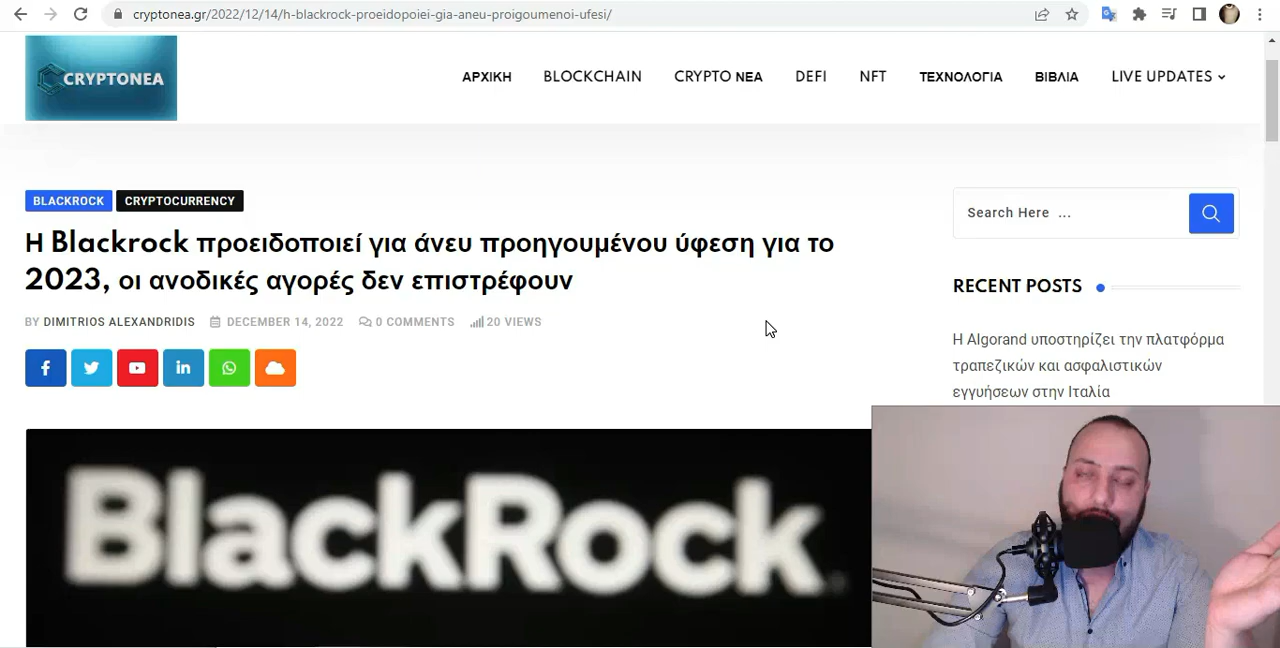 cryptonea.gr/2022/12/14/h-blackrock-proeidopoiei-gia-aneu-proigoumenoi-ufesi/
CRYPTONEA
ΑΡΧΙΚΗ BLOCKCHAIN CRYPTO ΝΕΑ DEFI NFT ΤΕΧΝΟΛΟΓΙΑ ΒΙΒΛΙΑ LIVE UPDATES
BLACKROCK CRYPTOCURRENCY
Η Blackrock προειδοποιεί για άνευ προηγουμένου ύφεση για το
2023, οι ανοδικές αγορές δεν επιστρέφουν
BY DIMITRIOS ALEXANDRIDIS DECEMBER 14, 2022 0 COMMENTS 20 VIEWS
BlackRock.
Search Here ...
RECENT POSTS
Η Algorand υποστηρίζει την πλατφόρμα
τραπεζικών και ασφαλιστικών
εγγυήσεων στην Ιταλία